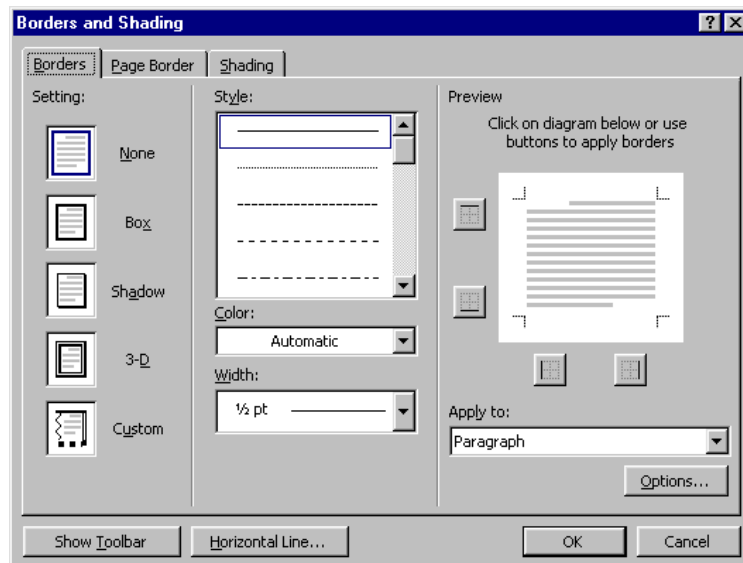 Borders and Shading
Borders
Page Border
Shading
Setting:
None
Box
Shadow
3-D
Custom
Style:
Color:
Automatic
Width:
½ pt
Preview
Click on diagram below or use
buttons to apply borders
Apply to:
Paragraph
Options...
Show Toolbar
Horizontal Line...
OK
Cancel